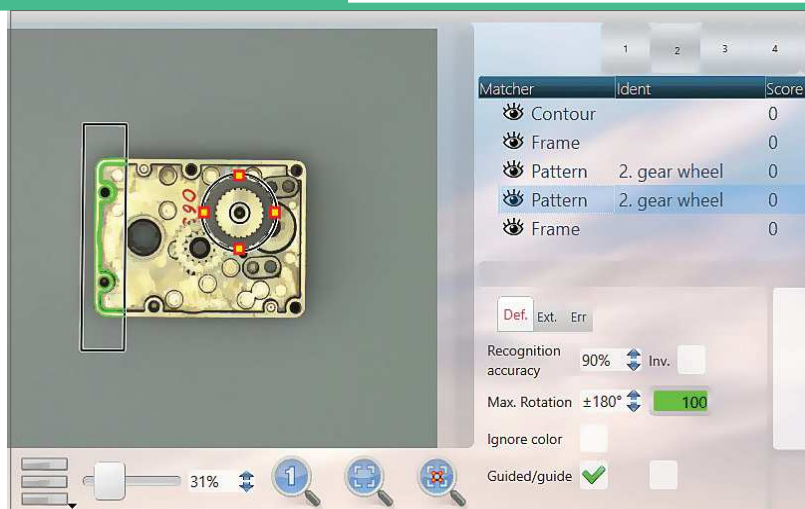 1 2 3 4
Matcher Ident Score
Contour 0
Frame 0
Pattern 2. gear wheel 0
Pattern 2. gear wheel 0
Frame 0
Def. Ext. Err
Recognition accuracy 90% Inv.
Max. Rotation ±180° 100
Ignore color
Guided/guide
31% 1